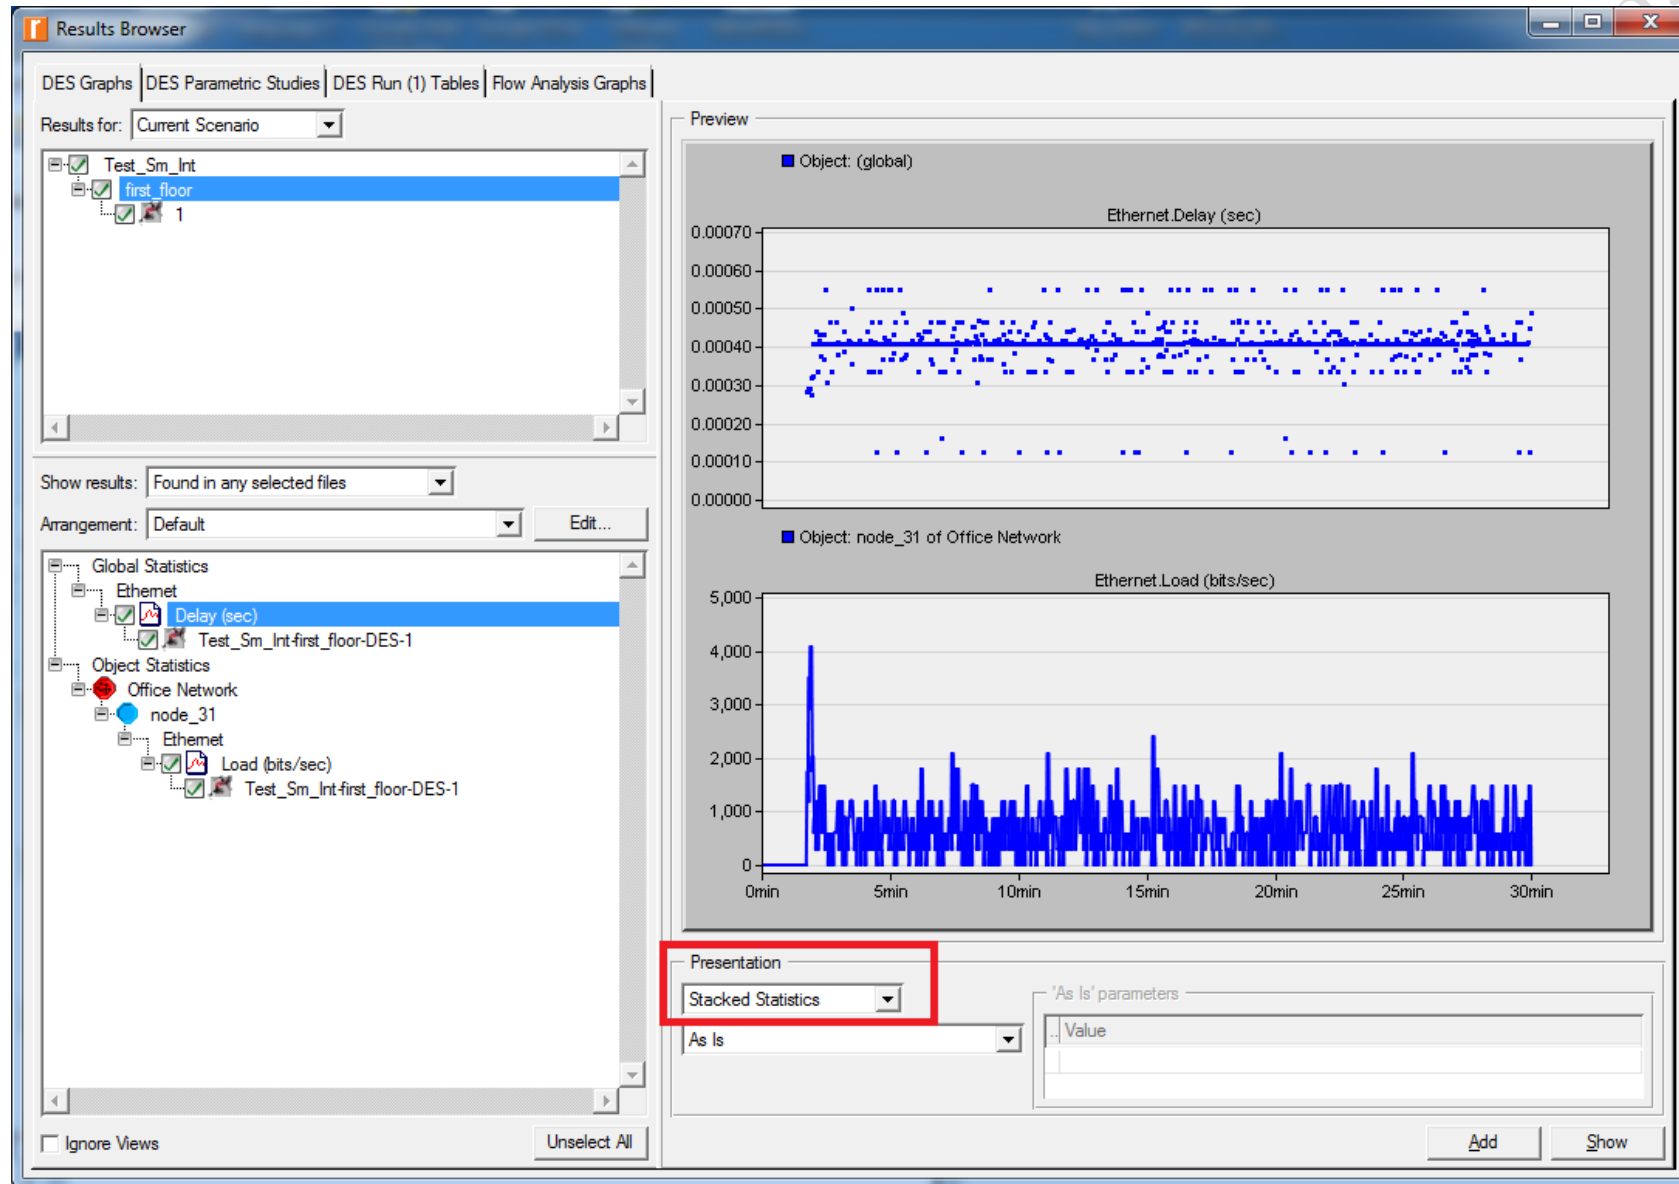 Results Browser
DES Graphs DES Parametric Studies DES Run (1) Tables Flow Analysis Graphs
Results for: Current Scenario
Test_Sm_Int
first_floor
1
Show results: Found in any selected files
Arrangement: Default Edit...
Global Statistics
Ethernet
Delay (sec)
Test_Sm_Int-first_floor-DES-1
Object Statistics
Office Network
node_31
Ethernet
Load (bits/sec)
Test_Sm_Int-first_floor-DES-1
Ignore Views Unselect All
Preview
Object: (global)
Ethernet.Delay (sec)
0.00070
0.00060
0.00050
0.00040
0.00030
0.00020
0.00010
0.00000
Object: node_31 of Office Network
Ethernet.Load (bits/sec)
5,000
4,000
3,000
2,000
1,000
0
0min 5min 10min 15min 20min 25min 30min
Presentation
Stacked Statistics
As Is
'As Is' parameters
.. Value
Add Show